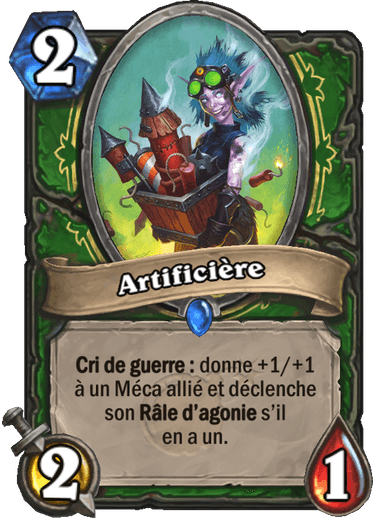 2
Artificière
Cri de guerre : donne +1/+1
à un Méca allié et déclenche
son Râle d’agonie s’il
en a un.
2
1